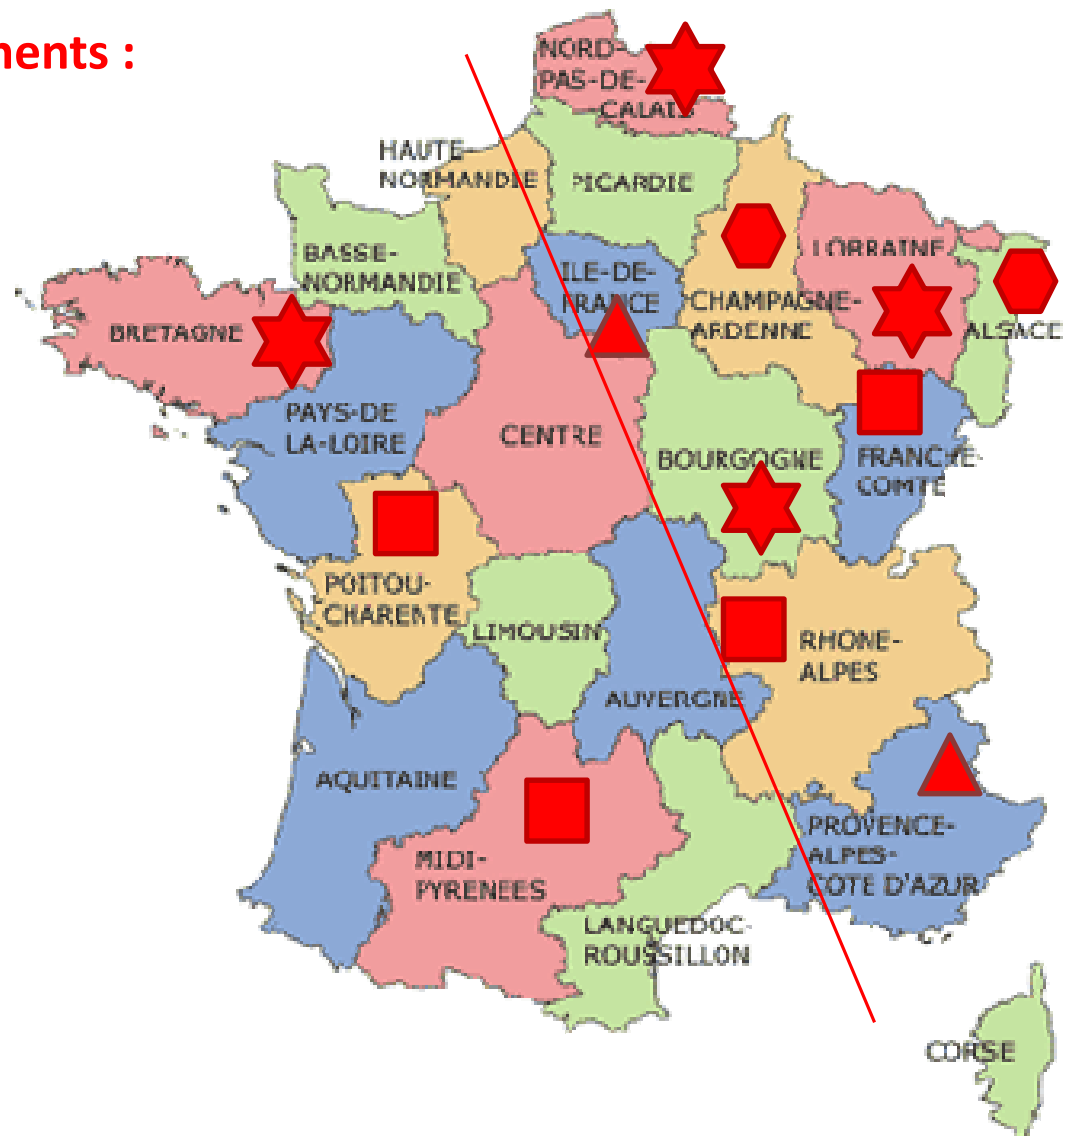 ments :
NORD-
PAS-DE-
CALAIS
HAUTE-
NORMANDIE
PICARDIE
LORRAINE
BASSE-
NORMANDIE
ILE-DE-
FRANCE
CHAMPAGNE-
ARDENNE
ALSACE
BRETAGNE
PAYS-DE
LA-LOIRE
CENTRE
BOURGOGNE
FRANCHE-
COMTE
POITOU-
CHARENTE
LIMOUSIN
RHONE-
ALPES
AUVERGNE
AQUITAINE
PROVENCE-
ALPES-
COTE D'AZUR
MIDI-
PYRENEES
LANGUEDOC-
ROUSSILLON
CORSE